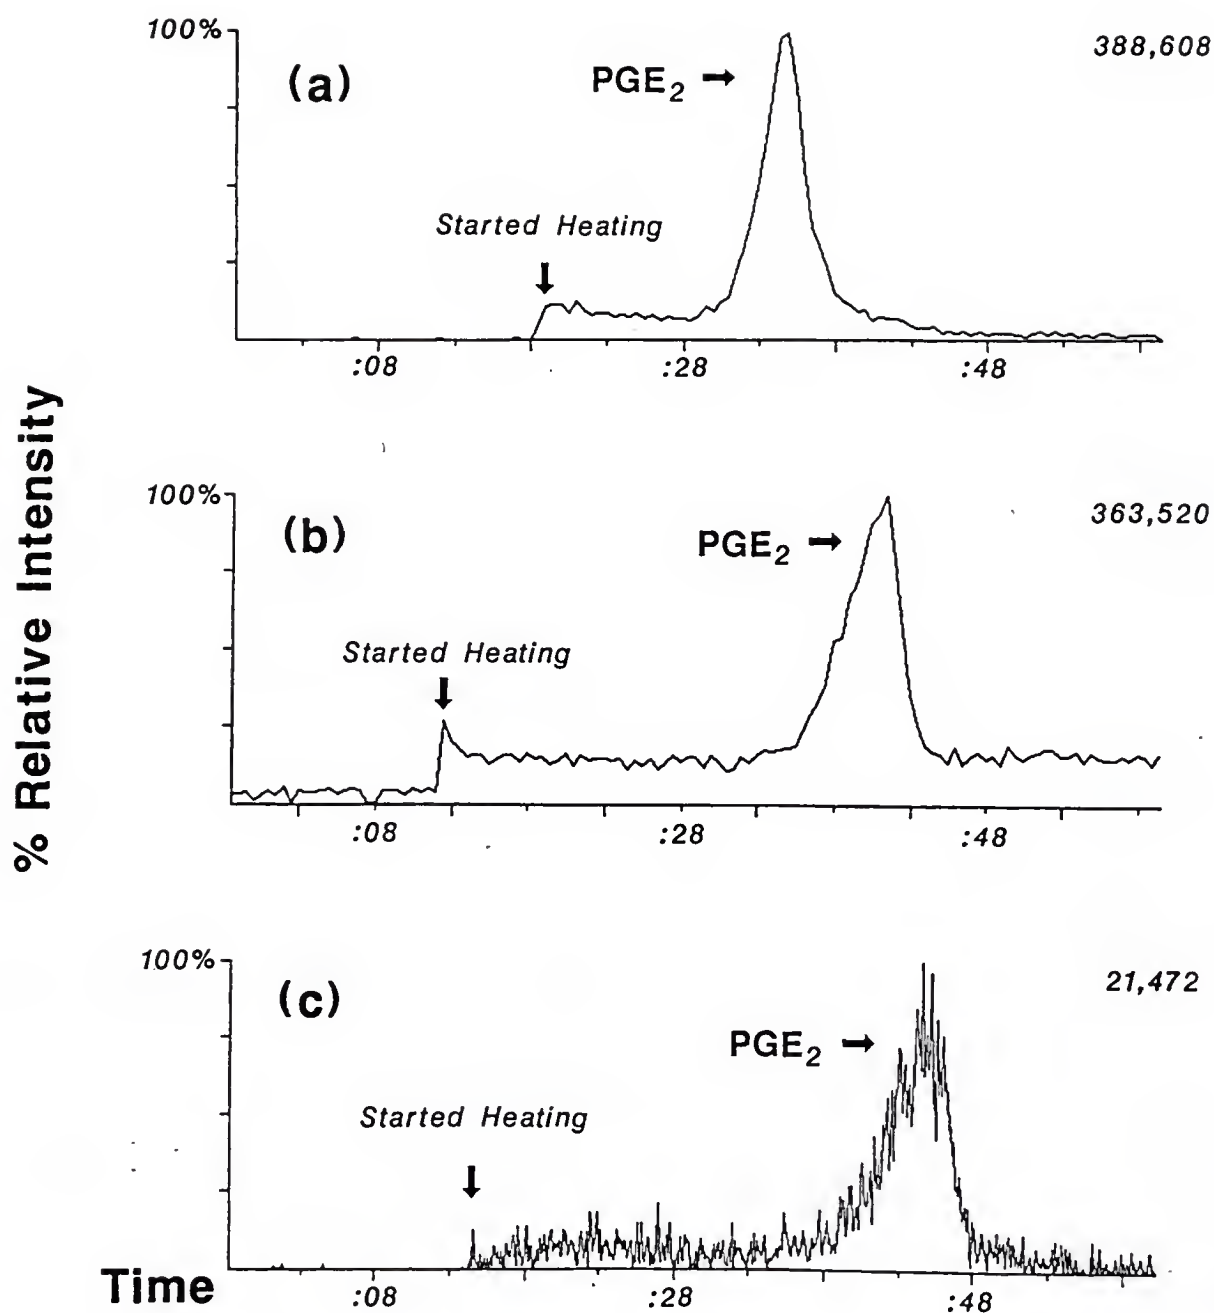 100%
(a)
PGE₂ →
388,608
Started Heating
:08
:28
:48
% Relative Intensity
100%
(b)
PGE₂ →
363,520
Started Heating
:08
:28
:48
100%
(c)
PGE₂ →
21,472
Started Heating
Time
:08
:28
:48